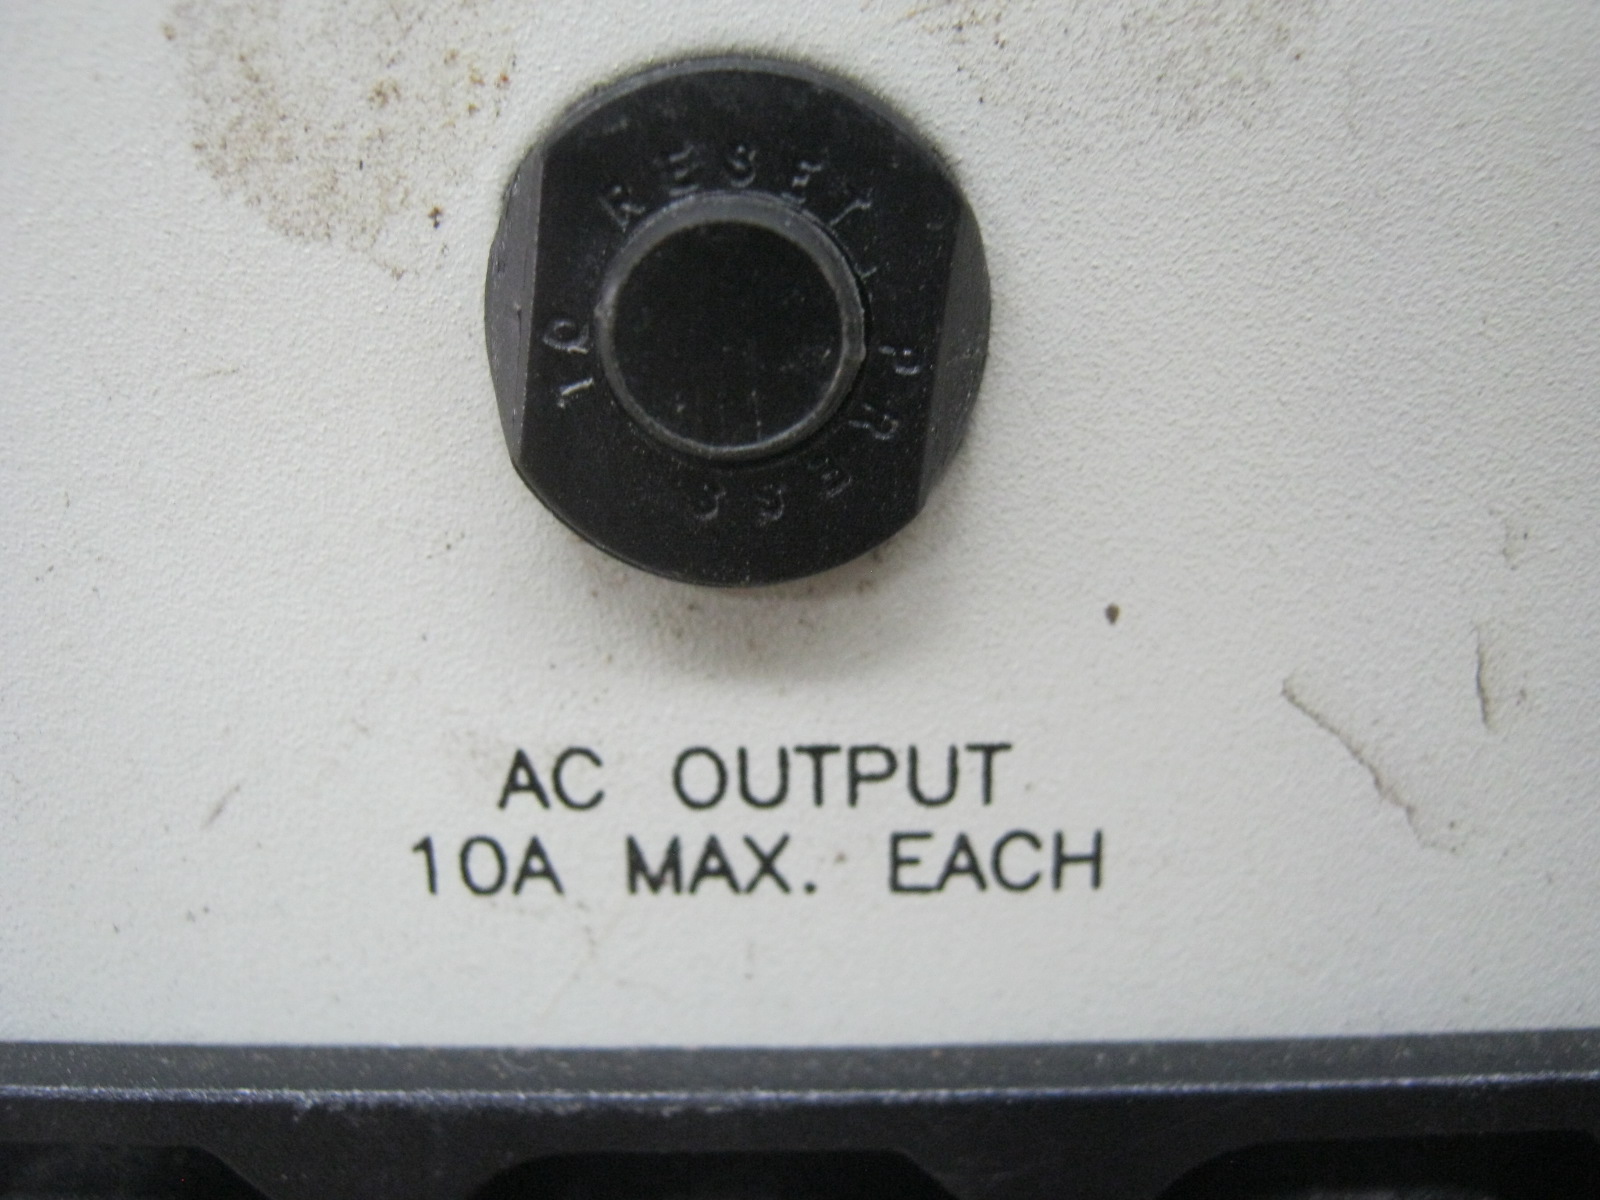 RESET PRESS 10
AC OUTPUT
10A MAX. EACH